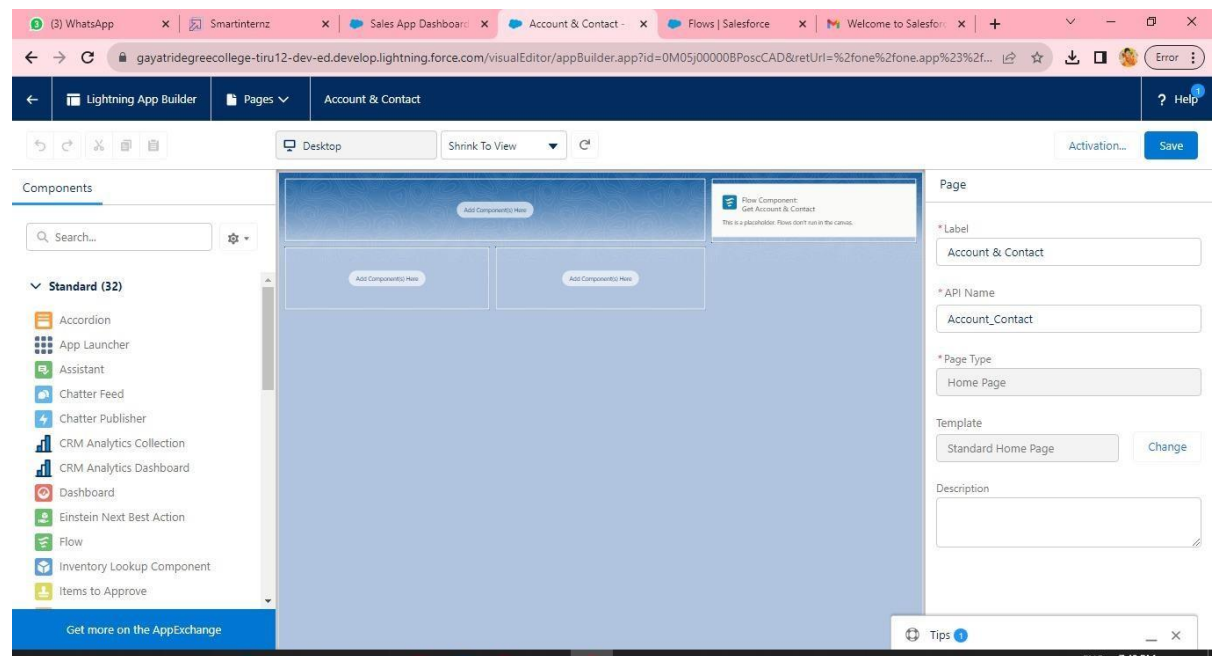 (3) WhatsApp
Smartinternz
Sales App Dashboard
Account & Contact -
Flows | Salesforce
Welcome to Salesforc
gayatridegreecollege-tiru12-dev-ed.develop.lightning.force.com/visualEditor/appBuilder.app?id=0M05j00000BPoscCAD&retUrl=%2fone%2fone.app%23%2f...
Error
Lightning App Builder
Pages
Account & Contact
? Help
1
Desktop
Shrink To View
Activation...
Save
Components
Search...
Standard (32)
Accordion
App Launcher
Assistant
Chatter Feed
Chatter Publisher
CRM Analytics Collection
CRM Analytics Dashboard
Dashboard
Einstein Next Best Action
Flow
Inventory Lookup Component
Items to Approve
Get more on the AppExchange
Add Component(s) Here
Flow Component:
Get Account & Contact
This is a placeholder. Flows don't run in the canvas.
Add Component(s) Here
Add Component(s) Here
Page
* Label
Account & Contact
* API Name
Account_Contact
* Page Type
Home Page
Template
Standard Home Page
Change
Description
Tips 1